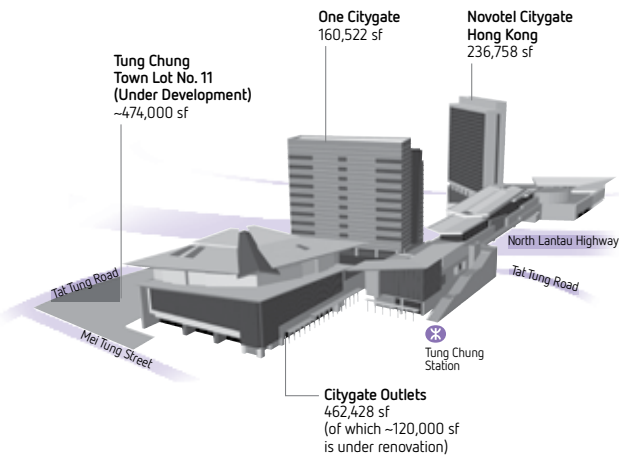 One Citygate
160,522 sf
Novotel Citygate
Hong Kong
236,758 sf
Tung Chung
Town Lot No. 11
(Under Development)
~474,000 sf
North Lantau Highway
Tat Tung Road
Tat Tung Road
Mei Tung Street
Tung Chung
Station
Citygate Outlets
462,428 sf
(of which ~120,000 sf
is under renovation)